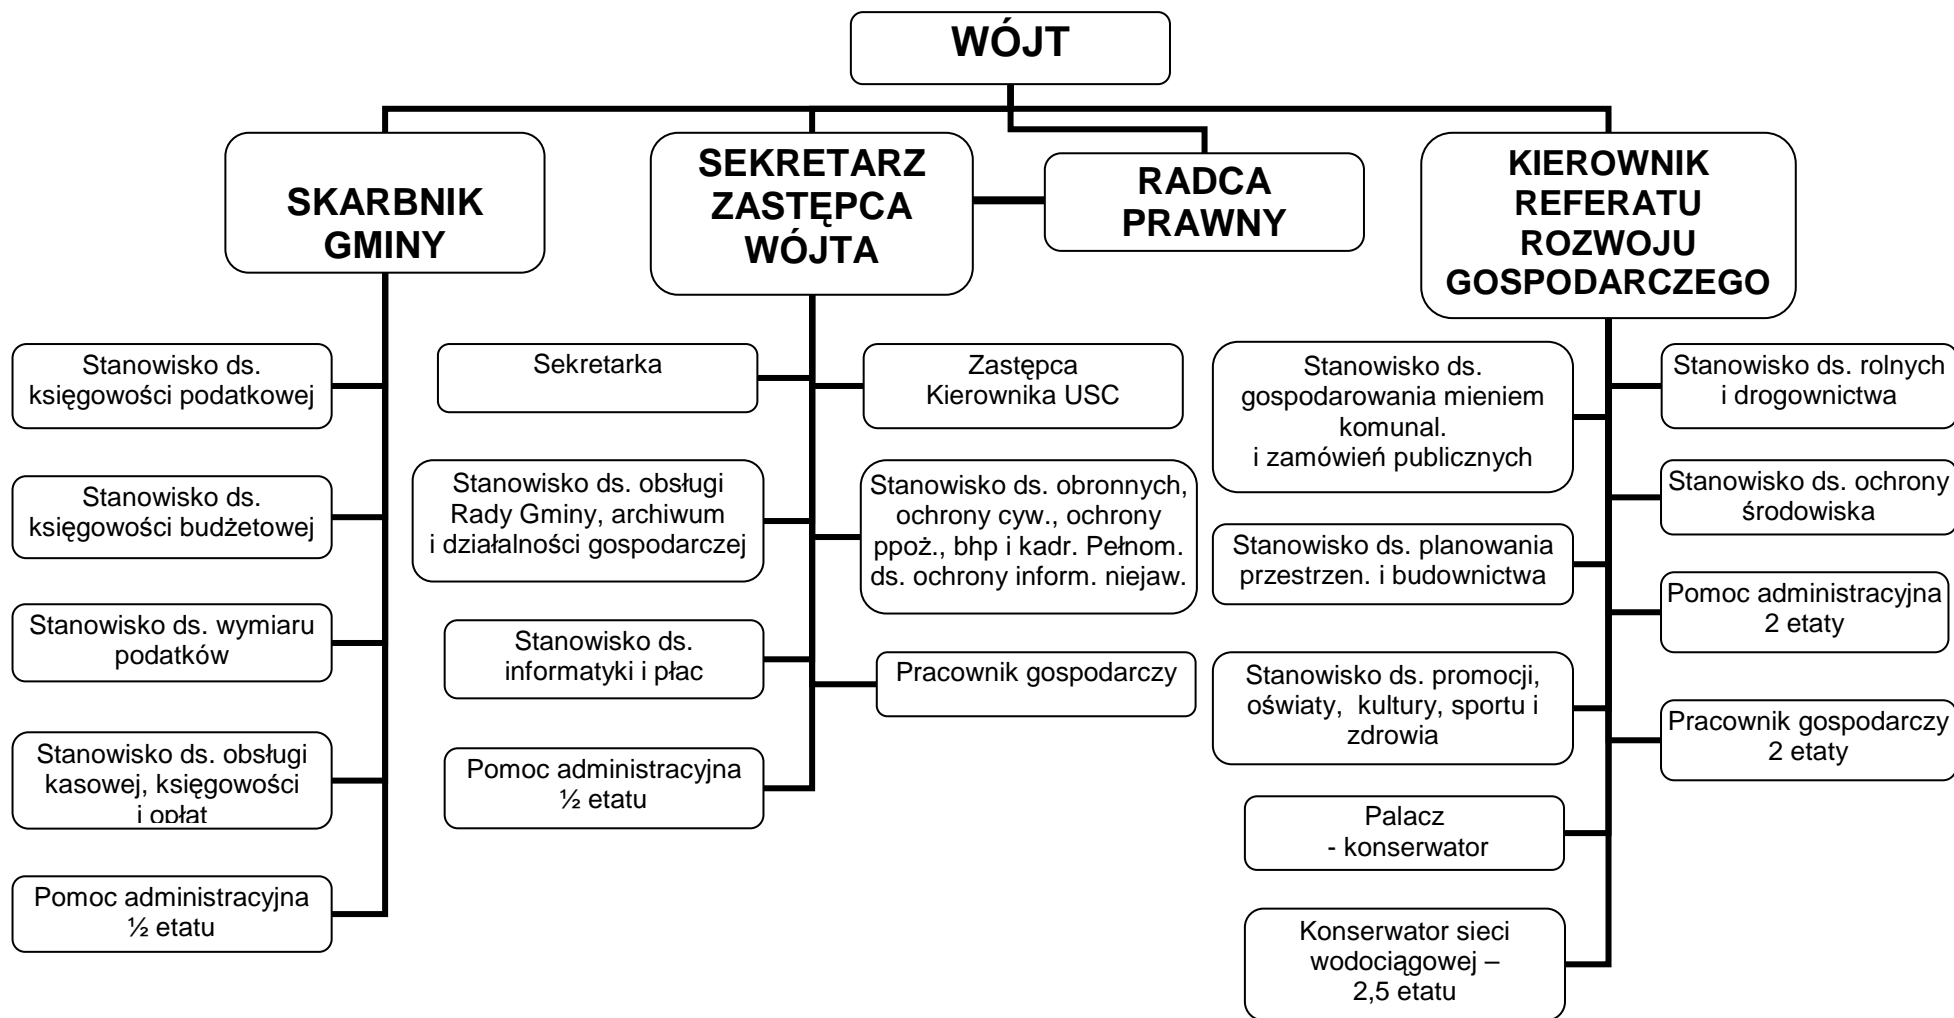 WÓJT
SKARBNIK
GMINY
SEKRETARZ
ZASTĘPCA
WÓJTA
RADCA
PRAWNY
KIEROWNIK
REFERATU
ROZWOJU
GOSPODARCZEGO
Stanowisko ds.
księgowości podatkowej
Stanowisko ds.
księgowości budżetowej
Stanowisko ds. wymiaru
podatków
Stanowisko ds. obsługi
kasowej, księgowości
i opłat
Pomoc administracyjna
½ etatu
Sekretarka
Stanowisko ds. obsługi
Rady Gminy, archiwum
i działalności gospodarczej
Stanowisko ds.
informatyki i płac
Pomoc administracyjna
½ etatu
Zastępca
Kierownika USC
Stanowisko ds. obronnych,
ochrony cyw., ochrony
ppoż., bhp i kadr. Pełnom.
ds. ochrony inform. niejaw.
Pracownik gospodarczy
Stanowisko ds.
gospodarowania mieniem
komunal.
i zamówień publicznych
Stanowisko ds. planowania
przestrzen. i budownictwa
Stanowisko ds. promocji,
oświaty, kultury, sportu i
zdrowia
Palacz
- konserwator
Konserwator sieci
wodociągowej –
2,5 etatu
Stanowisko ds. rolnych
i drogownictwa
Stanowisko ds. ochrony
środowiska
Pomoc administracyjna
2 etaty
Pracownik gospodarczy
2 etaty